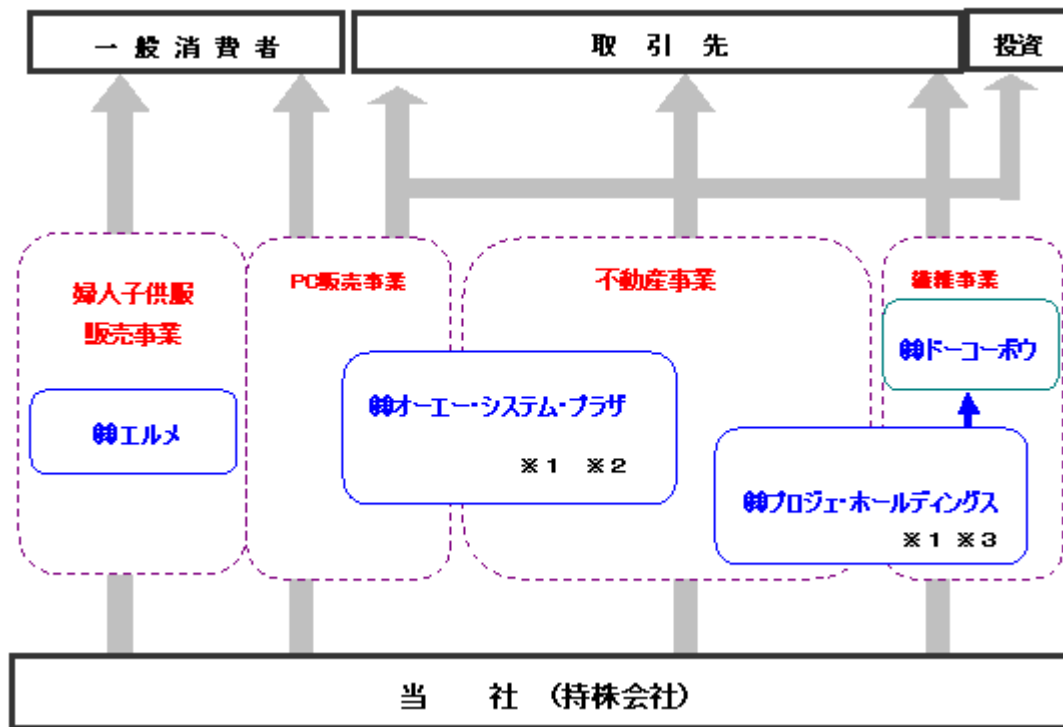 一 般 消 費 者
取 引 先
投資
婦人子供服
販売事業
PC販売事業
不動産事業
繊維事業
㈱ドーコーボウ
㈱オーエー・システム・プラザ
※1 ※2
㈱エルメ
㈱プロジェ・ホールディングス
※1 ※3
当 社 (持株会社)